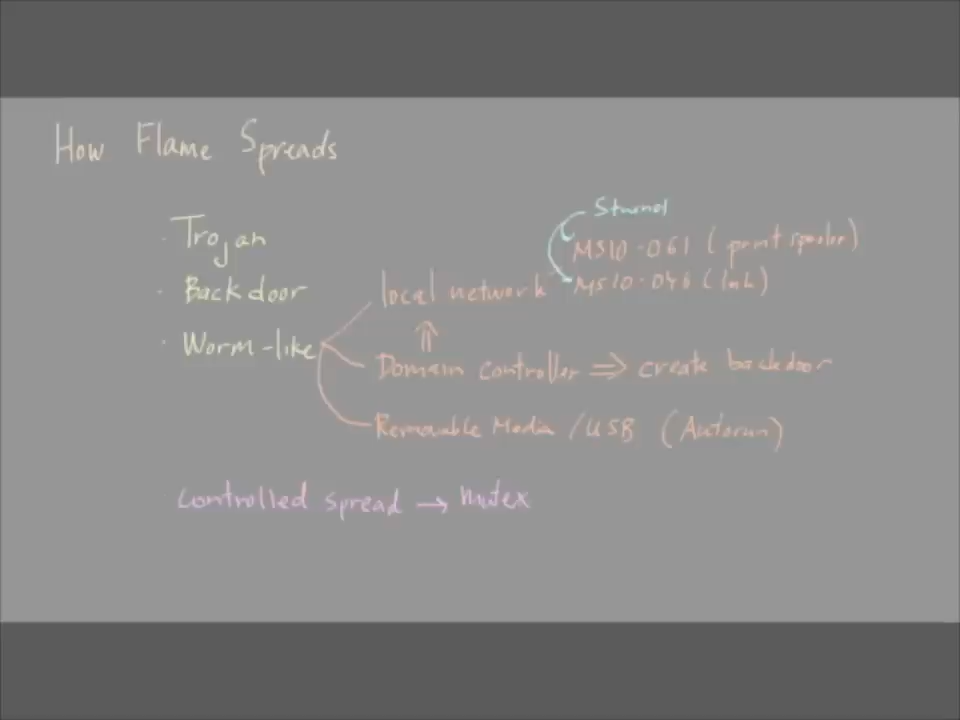 How Flame Spreads
· Trojan
· Backdoor
· Worm-like
Stuxnet
MS10-061 (print spooler)
local network MS10-046 (lnk)
Domain controller ⇒ create backdoor
Removable Media / USB (Autorun)
controlled spread → mutex